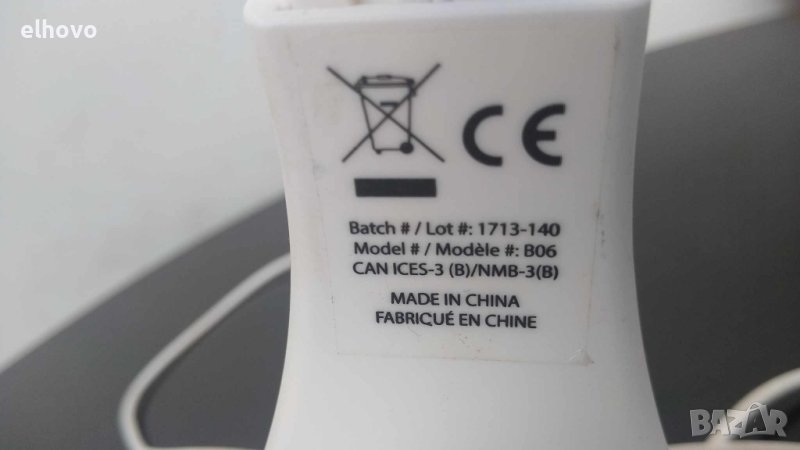 elhovo
CE
Batch # / Lot #: 1713-140
Model # / Modèle #: B06
CAN ICES-3 (B)/NMB-3(B)
MADE IN CHINA
FABRIQUÉ EN CHINE
BAZAR